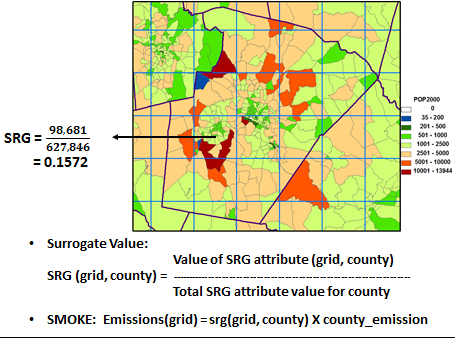 POP2000
0
35 - 200
201 - 500
501 - 1000
1001 - 2500
2501 - 5000
5001 - 10000
10001 - 13944
SRG = 98,681
627,846
= 0.1572
• Surrogate Value:
Value of SRG attribute (grid, county)
SRG (grid, county) =
Total SRG attribute value for county
• SMOKE: Emissions(grid) = srg(grid, county) X county_emission